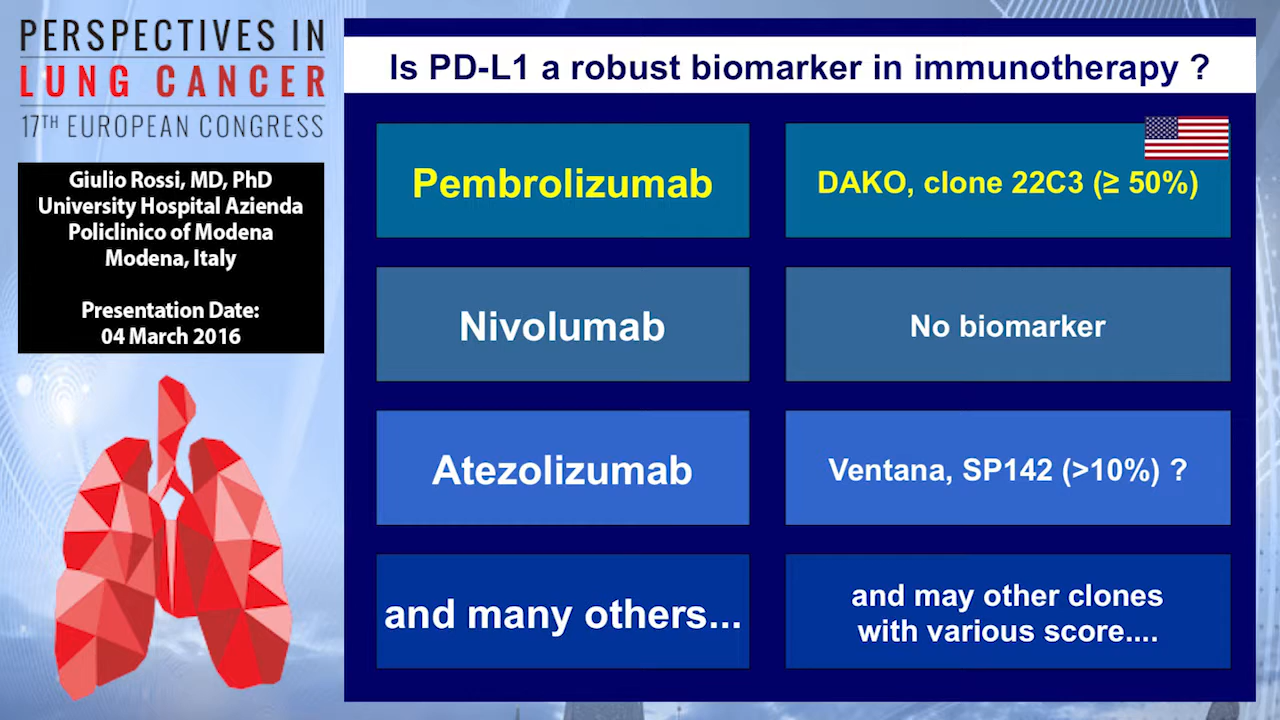 PERSPECTIVES IN
LUNG CANCER
17TH EUROPEAN CONGRESS
Giulio Rossi, MD, PhD
University Hospital Azienda
Policlinico of Modena
Modena, Italy
Presentation Date:
04 March 2016
Is PD-L1 a robust biomarker in immunotherapy ?
Pembrolizumab
DAKO, clone 22C3 (≥ 50%)
Nivolumab
No biomarker
Atezolizumab
Ventana, SP142 (>10%) ?
and many others...
and may other clones
with various score....